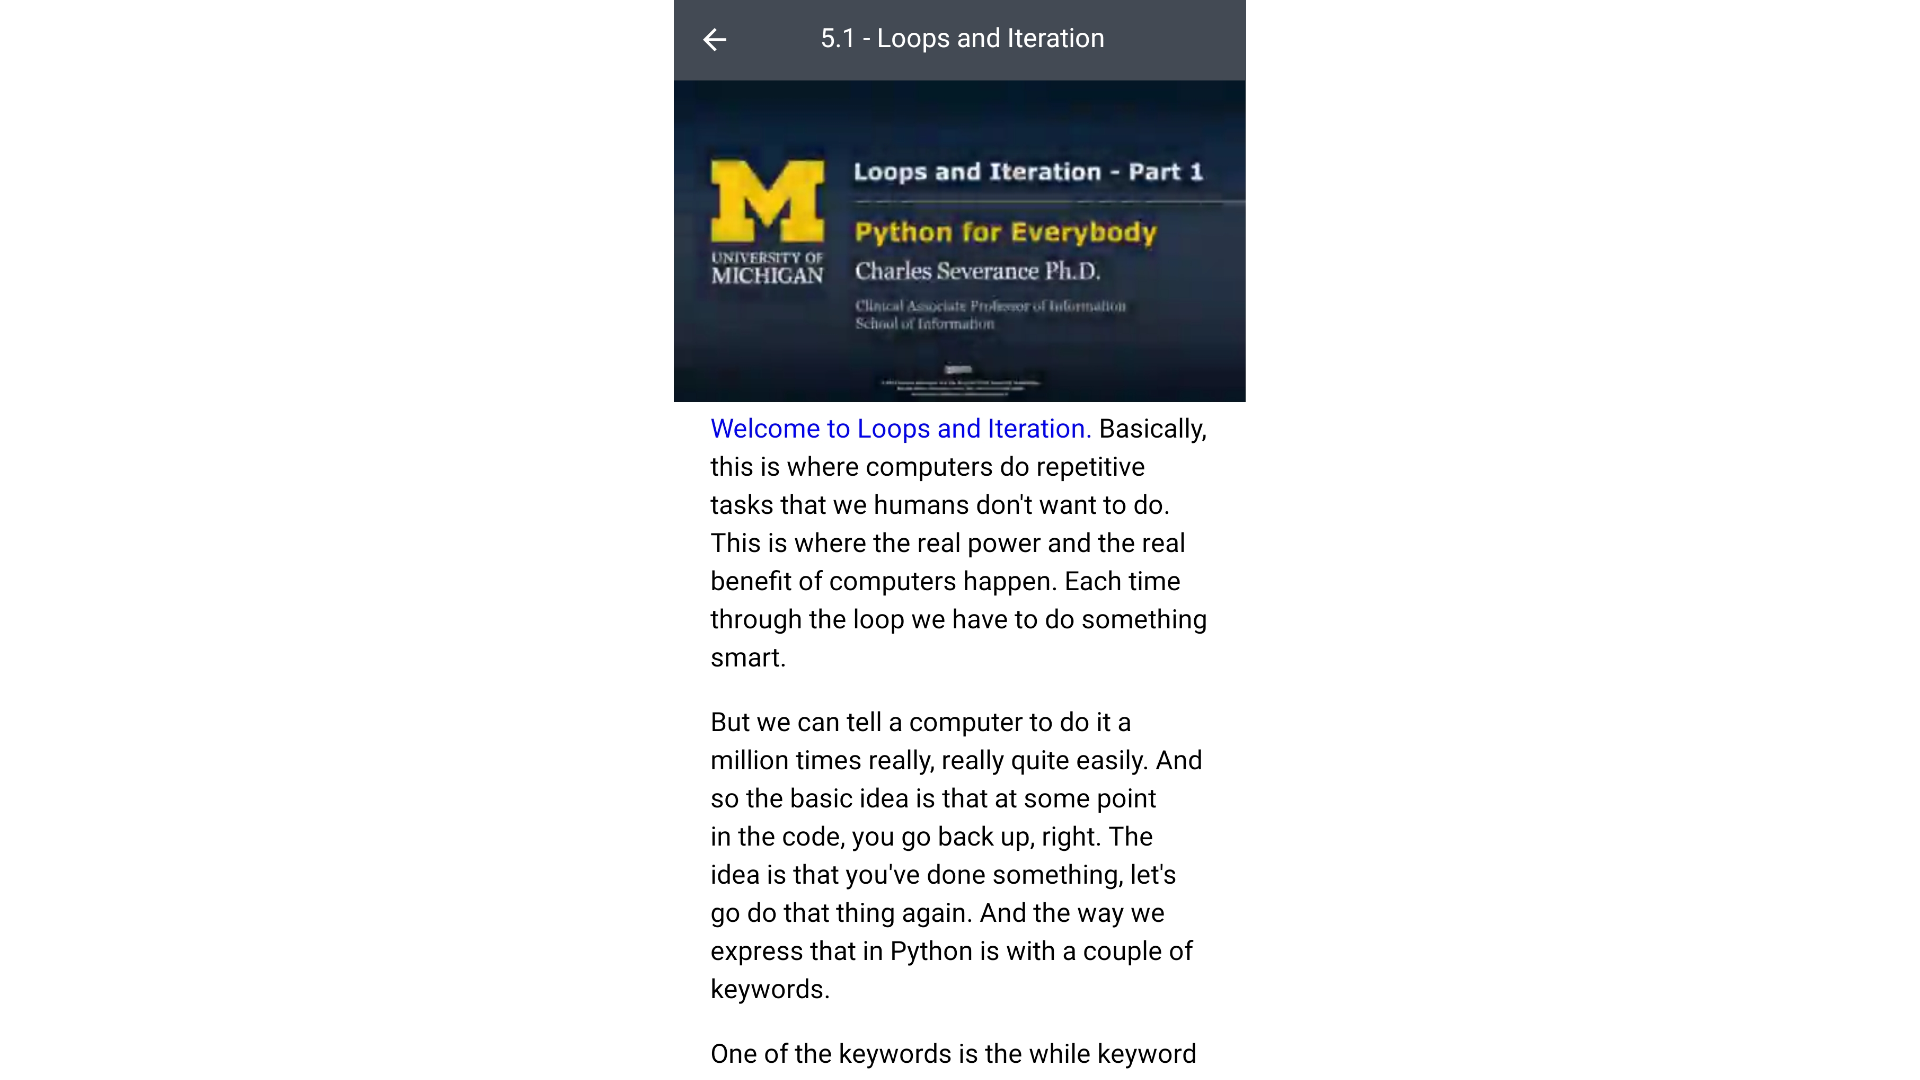 5.1 - Loops and Iteration
Loops and Iteration - Part 1
Python for Everybody
UNIVERSITY OF
MICHIGAN
Charles Severance Ph.D.
Clinical Associate Professor of Information
School of Information
Welcome to Loops and Iteration. Basically,
this is where computers do repetitive
tasks that we humans don't want to do.
This is where the real power and the real
benefit of computers happen. Each time
through the loop we have to do something
smart.
But we can tell a computer to do it a
million times really, really quite easily. And
so the basic idea is that at some point
in the code, you go back up, right. The
idea is that you've done something, let's
go do that thing again. And the way we
express that in Python is with a couple of
keywords.
One of the keywords is the while keyword